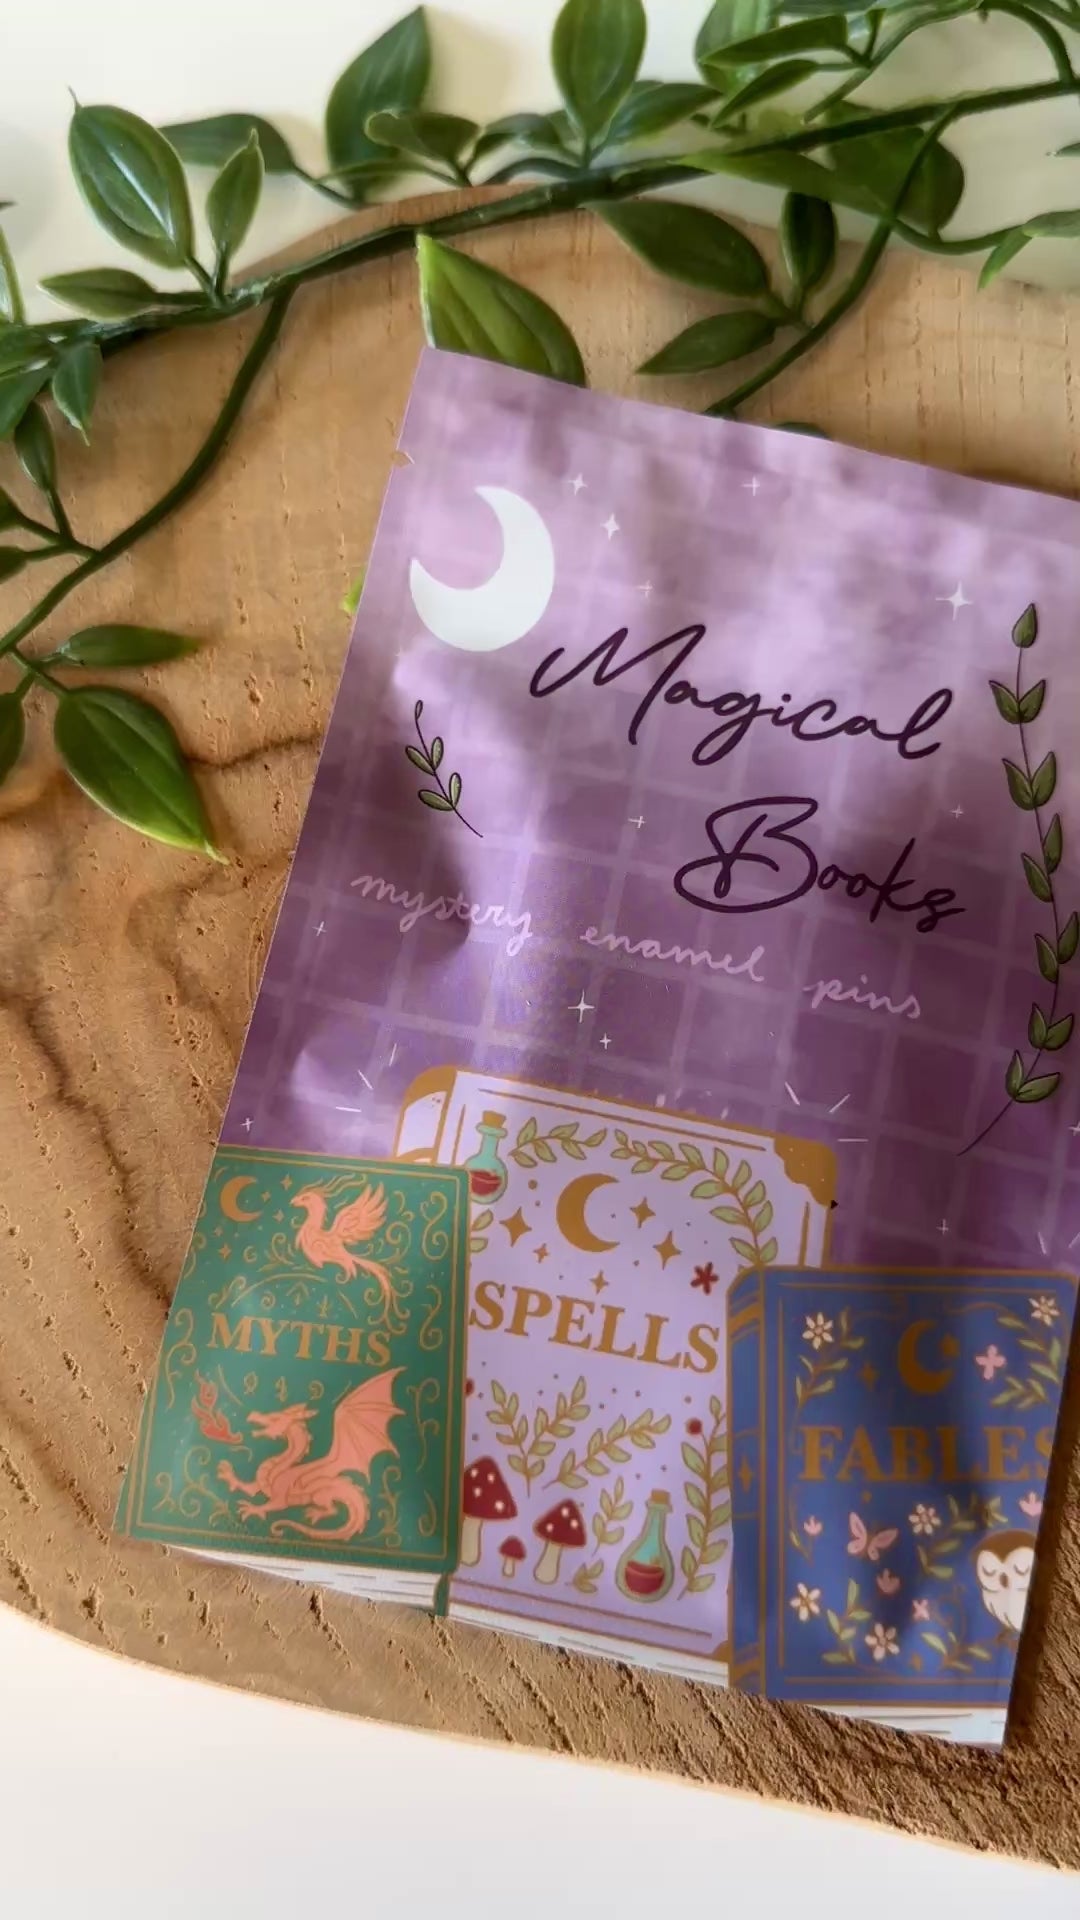 Magical
Books
mystery enamel pins
MYTHS
SPELLS
FABLES